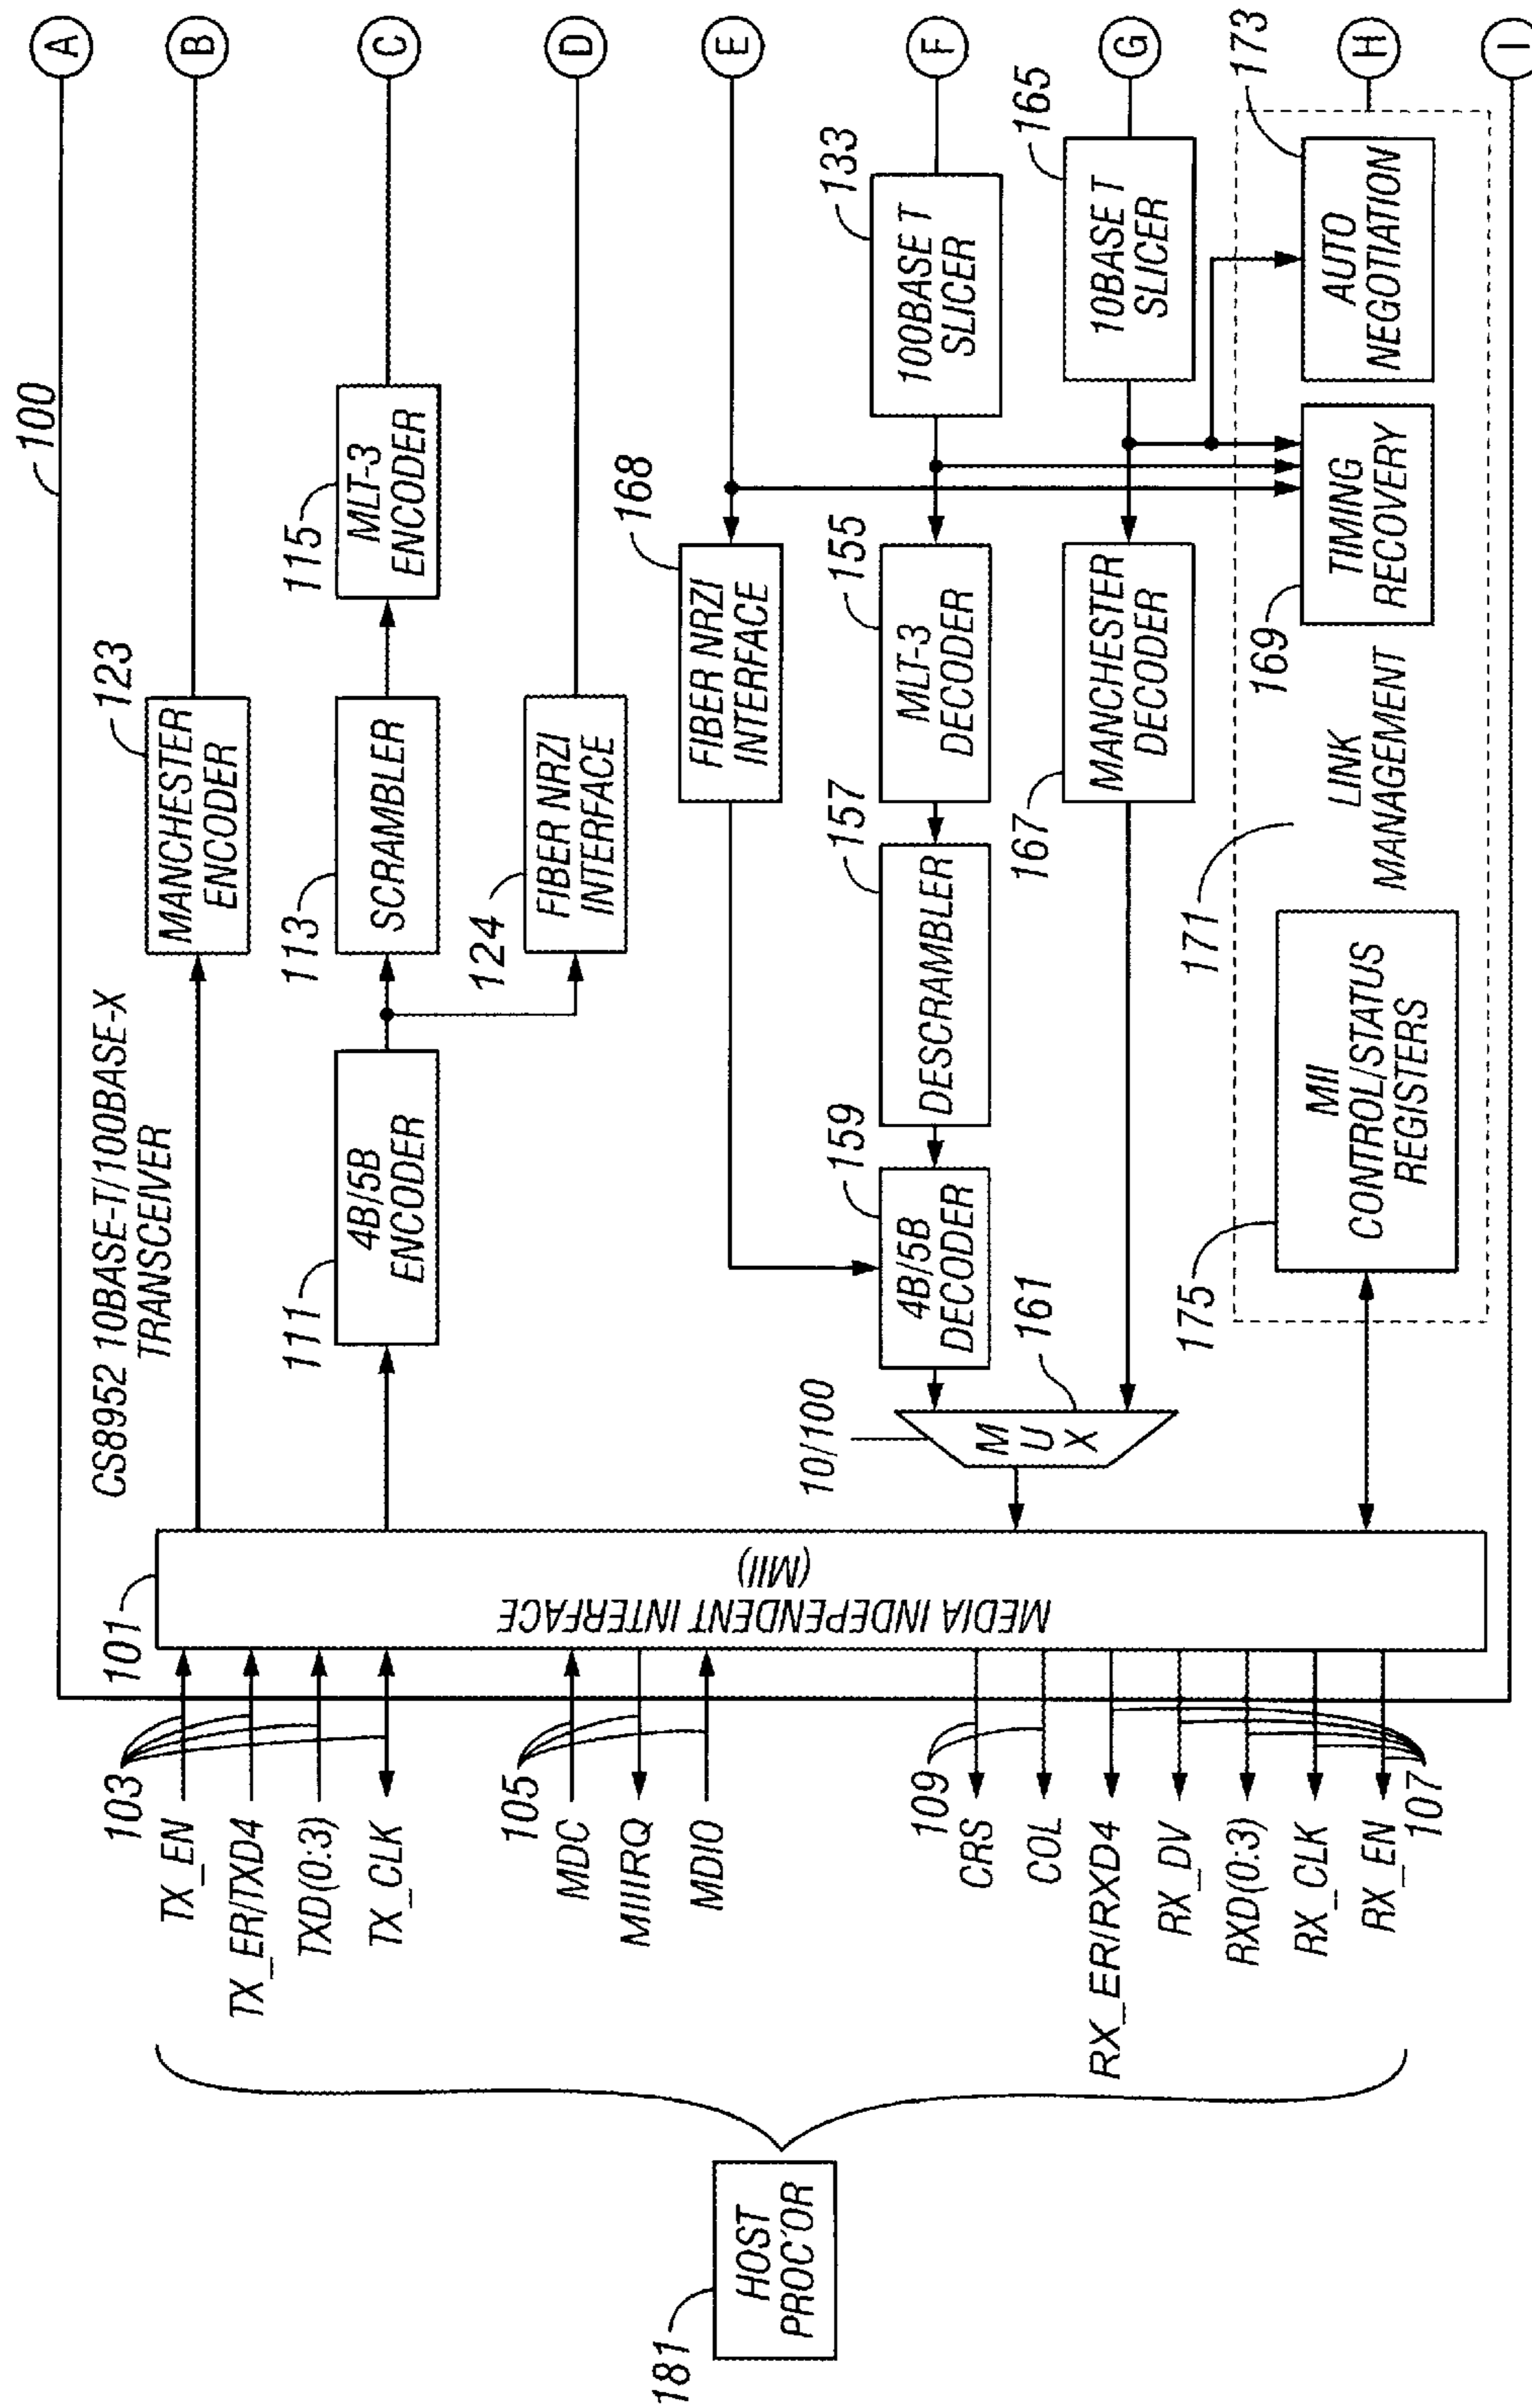 100
CS8952 10BASE-T/100BASE-X
TRANSCEIVER
A
B
C
D
E
F
G
H
I
181
HOST
PROC'OR
103
TX_EN
TX_ER/TXD4
TXD(0:3)
TX_CLK
105
MDC
MIIIRQ
MDIO
109
CRS
COL
RX_ER/RXD4
RX_DV
RXD(0:3)
RX_CLK
RX_EN
107
101
MEDIA INDEPENDENT INTERFACE
(MII)
123
MANCHESTER
ENCODER
111
4B/5B
ENCODER
113
SCRAMBLER
115
MLT-3
ENCODER
124
FIBER NRZI
INTERFACE
168
FIBER NRZI
INTERFACE
10/100
MUX
161
159
4B/5B
DECODER
157
DESCRAMBLER
155
MLT-3
DECODER
133
100BASE T
SLICER
167
MANCHESTER
DECODER
165
10BASE T
SLICER
175
MII
CONTROL/STATUS
REGISTERS
171
LINK
MANAGEMENT
169
TIMING
RECOVERY
173
AUTO
NEGOTIATION